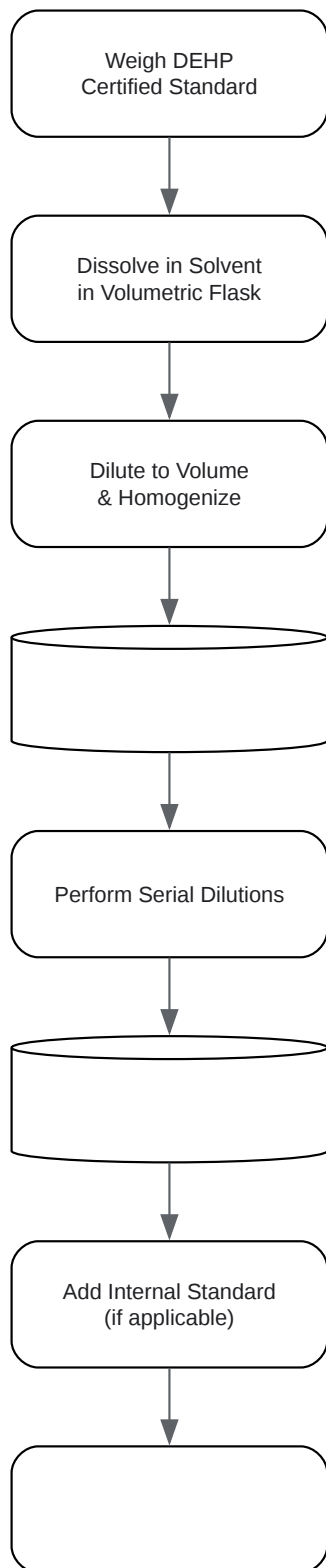 Weigh DEHP
Certified Standard
Dissolve in Solvent
in Volumetric Flask
Dilute to Volume
& Homogenize
Perform Serial Dilutions
Add Internal Standard
(if applicable)